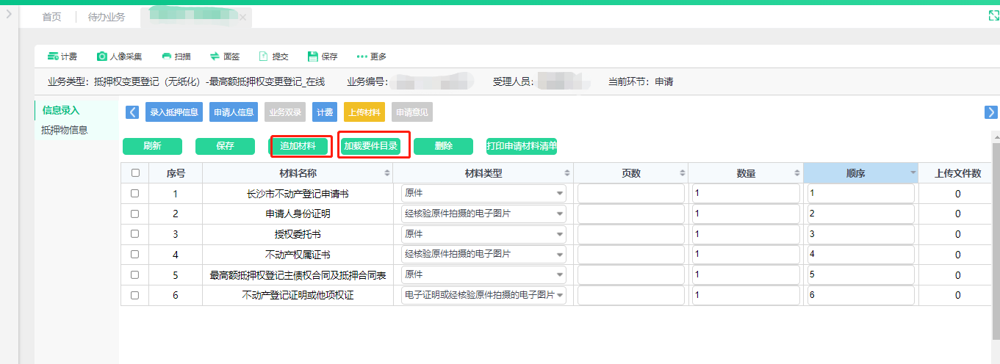 首页 待办业务
计费 人像采集 扫描 面签 提交 保存 更多
业务类型：抵押权变更登记（无纸化）-最高额抵押权变更登记_在线 业务编号： 受理人员： 当前环节：申请
信息录入
抵押物信息
录入抵押信息 申请人信息 业务双录 计费 上传材料 申请意见
刷新 保存 追加材料 加载要件目录 删除 打印申请材料清单
序号 材料名称 材料类型 页数 数量 顺序 上传文件数
1 长沙市不动产登记申请书 原件 1 1 0
2 申请人身份证明 经核验原件拍摄的电子图片 1 2 0
3 授权委托书 原件 1 3 0
4 不动产权属证书 经核验原件拍摄的电子图片 1 4 0
5 最高额抵押权登记主债权合同及抵押合同表 原件 1 5 0
6 不动产登记证明或他项权证 电子证明或经核验原件拍摄的电子图片 1 6 0